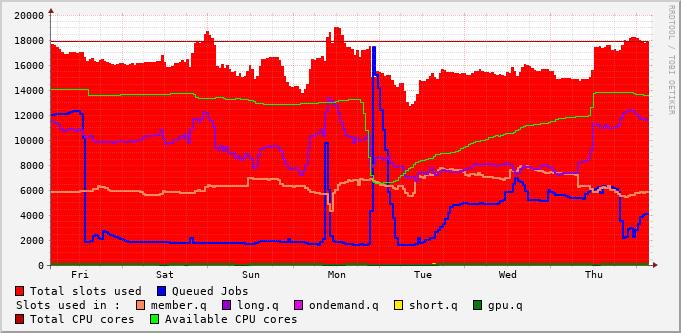 20000
18000
16000
14000
12000
10000
8000
6000
4000
2000
0
Fri Sat Sun Mon Tue Wed Thu
Total slots used Queued Jobs
Slots used in : member.q long.q ondemand.q short.q gpu.q
Total CPU cores Available CPU cores
RRDTOOL / TOBI OETIKER